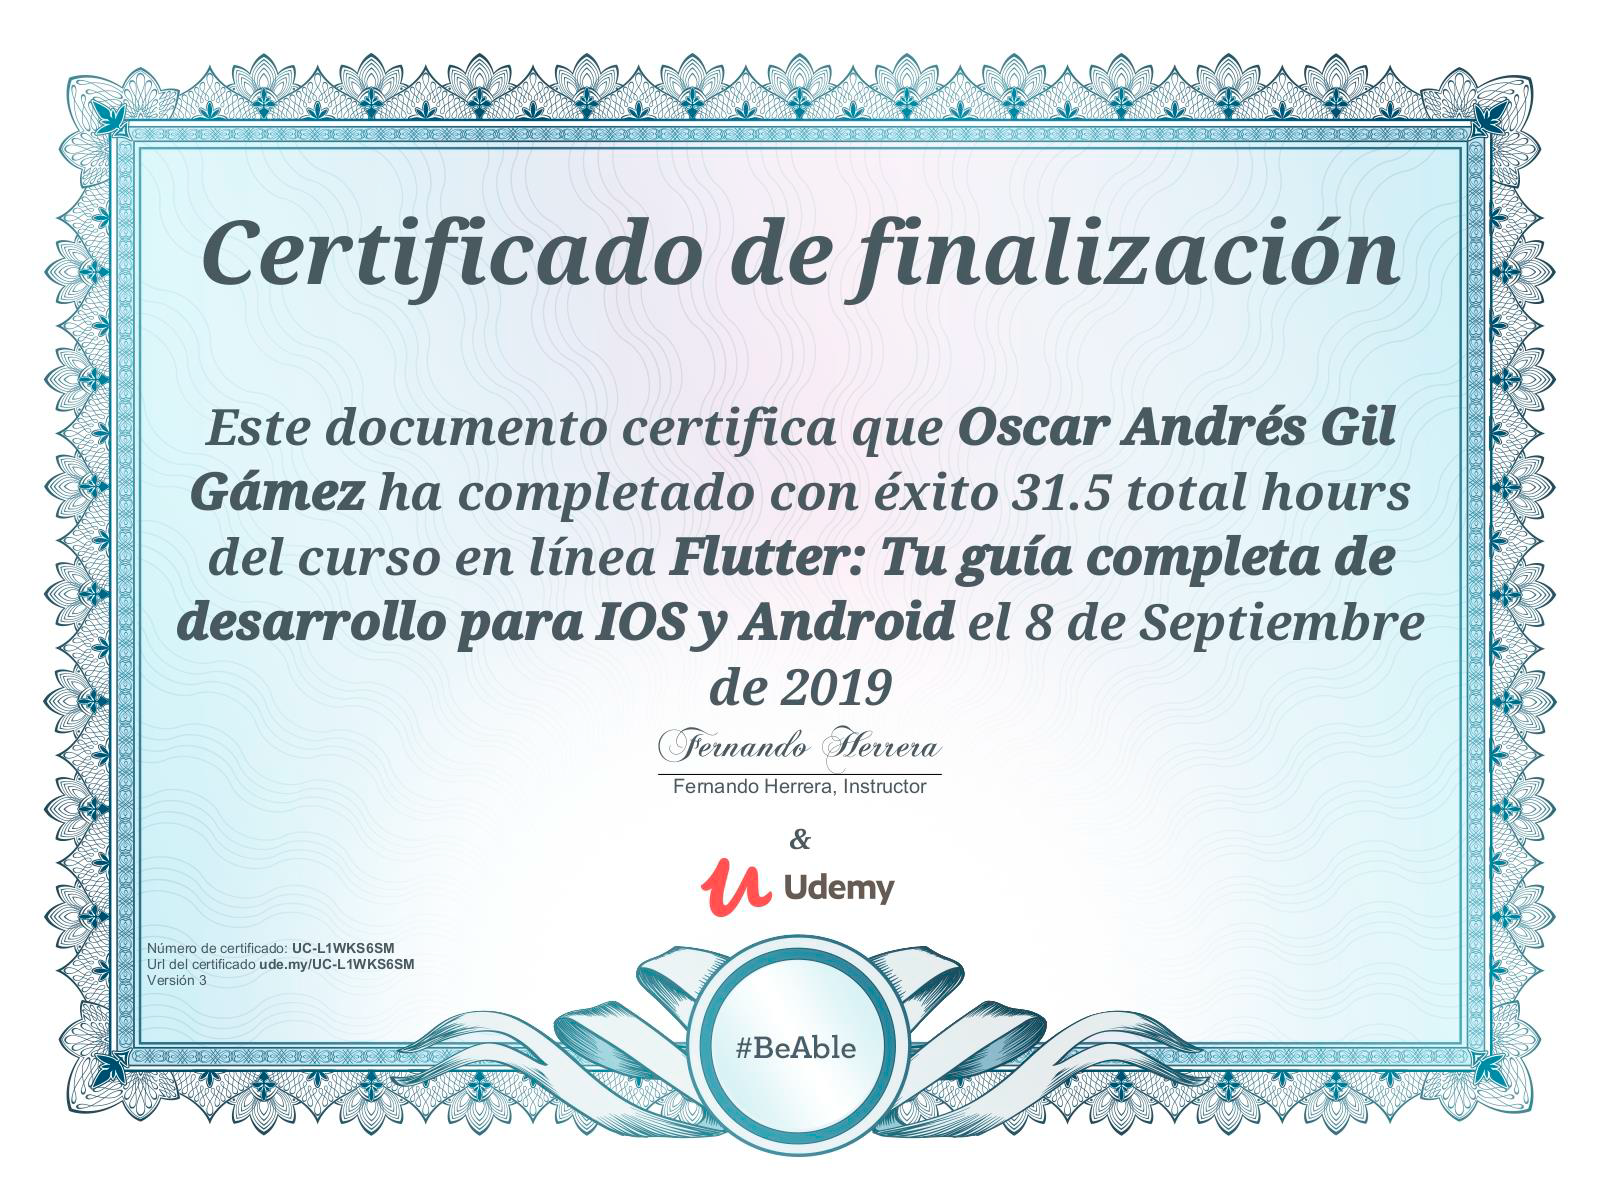 Certificado de finalización
Este documento certifica que Oscar Andrés Gil
Gámez ha completado con éxito 31.5 total hours
del curso en línea Flutter: Tu guía completa de
desarrollo para IOS y Android el 8 de Septiembre
de 2019
Fernando Herrera
Fernando Herrera, Instructor
&
Udemy
Número de certificado: UC-L1WKS6SM
Url del certificado ude.my/UC-L1WKS6SM
Versión 3
#BeAble